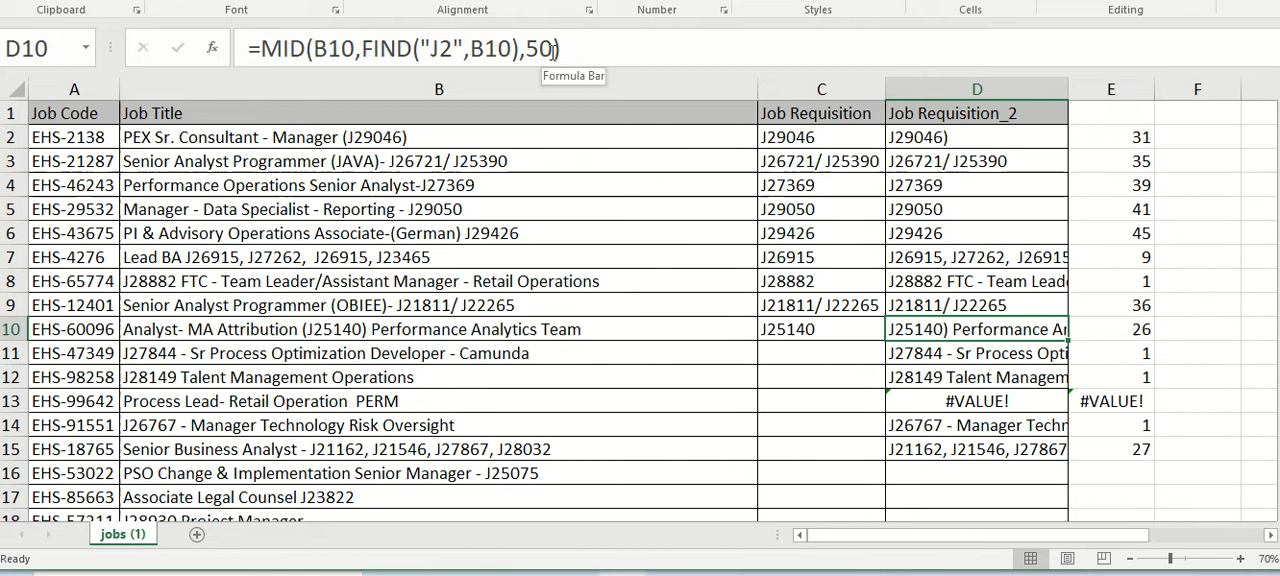 Clipboard Font Alignment Number Styles Cells Editing
D10 fx =MID(B10,FIND("J2",B10),50)
Formula Bar
A B C D E F
1 Job Code Job Title Job Requisition Job Requisition_2
2 EHS-2138 PEX Sr. Consultant - Manager (J29046) J29046 J29046) 31
3 EHS-21287 Senior Analyst Programmer (JAVA)- J26721/ J25390 J26721/ J25390 J26721/ J25390 35
4 EHS-46243 Performance Operations Senior Analyst-J27369 J27369 J27369 39
5 EHS-29532 Manager - Data Specialist - Reporting - J29050 J29050 J29050 41
6 EHS-43675 PI & Advisory Operations Associate-(German) J29426 J29426 J29426 45
7 EHS-4276 Lead BA J26915, J27262,  J26915, J23465 J26915 J26915, J27262,  J26915 9
8 EHS-65774 J28882 FTC - Team Leader/Assistant Manager - Retail Operations J28882 J28882 FTC - Team Lead 1
9 EHS-12401 Senior Analyst Programmer (OBIEE)- J21811/ J22265 J21811/ J22265 J21811/ J22265 36
10 EHS-60096 Analyst- MA Attribution (J25140) Performance Analytics Team J25140 J25140) Performance An 26
11 EHS-47349 J27844 - Sr Process Optimization Developer - Camunda J27844 - Sr Process Opti 1
12 EHS-98258 J28149 Talent Management Operations J28149 Talent Managem 1
13 EHS-99642 Process Lead- Retail Operation  PERM #VALUE! #VALUE!
14 EHS-91551 J26767 - Manager Technology Risk Oversight J26767 - Manager Techn 1
15 EHS-18765 Senior Business Analyst - J21162, J21546, J27867, J28032 J21162, J21546, J27867 27
16 EHS-53022 PSO Change & Implementation Senior Manager - J25075
17 EHS-85663 Associate Legal Counsel J23822
18 EHS-57211 J28930 Project Manager
jobs (1)
Ready 70%